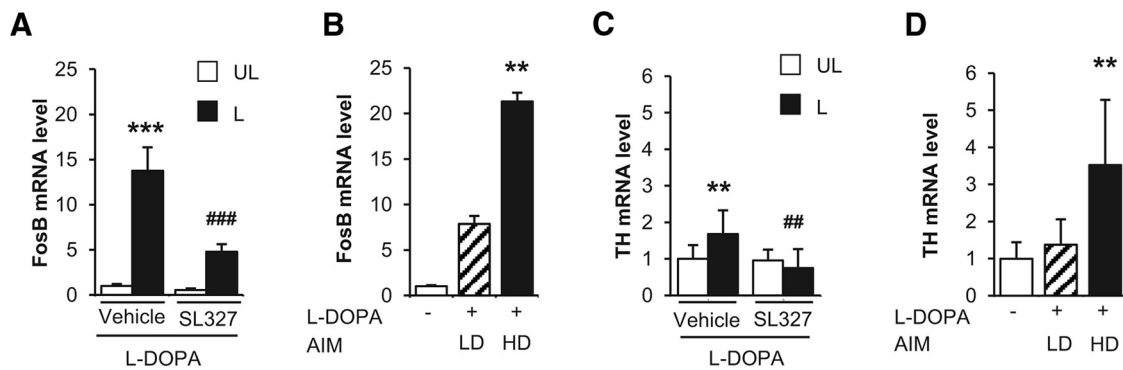 A
FosB mRNA level
25
20
15
10
5
0
UL
L
***
###
Vehicle
SL327
L-DOPA
B
FosB mRNA level
25
20
15
10
5
0
**
L-DOPA - + +
AIM LD HD
C
TH mRNA level
6
5
4
3
2
1
0
UL
L
**
##
Vehicle
SL327
L-DOPA
D
TH mRNA level
6
5
4
3
2
1
0
**
L-DOPA - + +
AIM LD HD